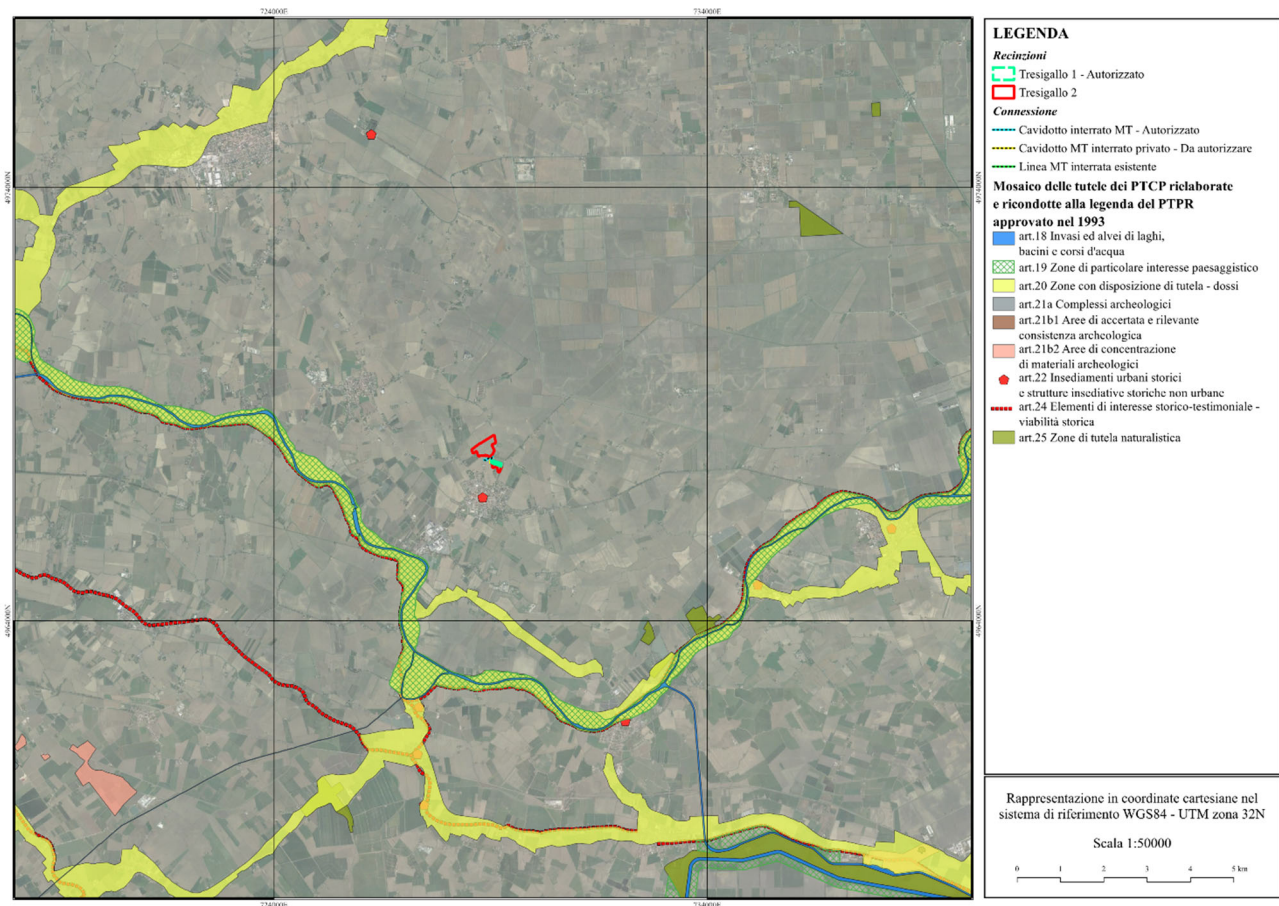 724000E
734000E
4974000N
4974000N
4964000N
4964000N
724000E
734000E
LEGENDA
Recinzioni
Tresigallo 1 - Autorizzato
Tresigallo 2
Connessione
Cavidotto interrato MT - Autorizzato
Cavidotto MT interrato privato - Da autorizzare
Linea MT interrata esistente
Mosaico delle tutele dei PTCP rielaborate
e ricondotte alla legenda del PTPR
approvato nel 1993
art.18 Invasi ed alvei di laghi,
bacini e corsi d'acqua
art.19 Zone di particolare interesse paesaggistico
art.20 Zone con disposizione di tutela - dossi
art.21a Complessi archeologici
art.21b1 Aree di accertata e rilevante
consistenza archeologica
art.21b2 Aree di concentrazione
di materiali archeologici
art.22 Insediamenti urbani storici
e strutture insediative storiche non urbane
art.24 Elementi di interesse storico-testimoniale -
viabilità storica
art.25 Zone di tutela naturalistica
Rappresentazione in coordinate cartesiane nel
sistema di riferimento WGS84 - UTM zona 32N
Scala 1:50000
0 1 2 3 4 5 km